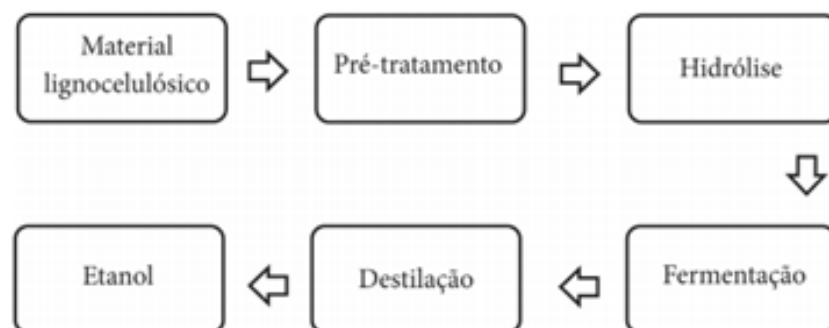 Material
lignocelulósico
Pré-tratamento
Hidrólise
Fermentação
Destilação
Etanol